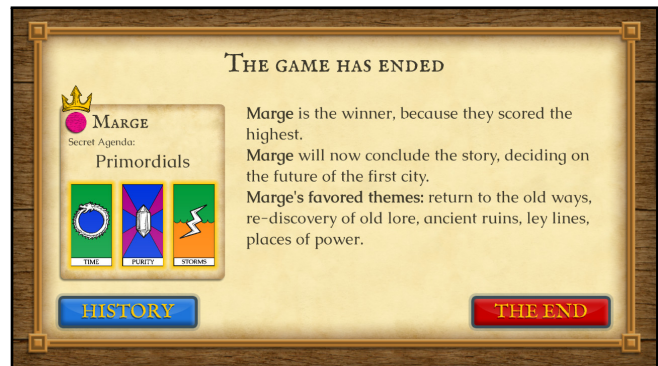 THE GAME HAS ENDED
MARGE
Secret Agenda:
Primordials
TIME
PURITY
STORMS
Marge is the winner, because they scored the
highest.
Marge will now conclude the story, deciding on
the future of the first city.
Marge's favored themes: return to the old ways,
re-discovery of old lore, ancient ruins, ley lines,
places of power.
HISTORY
THE END